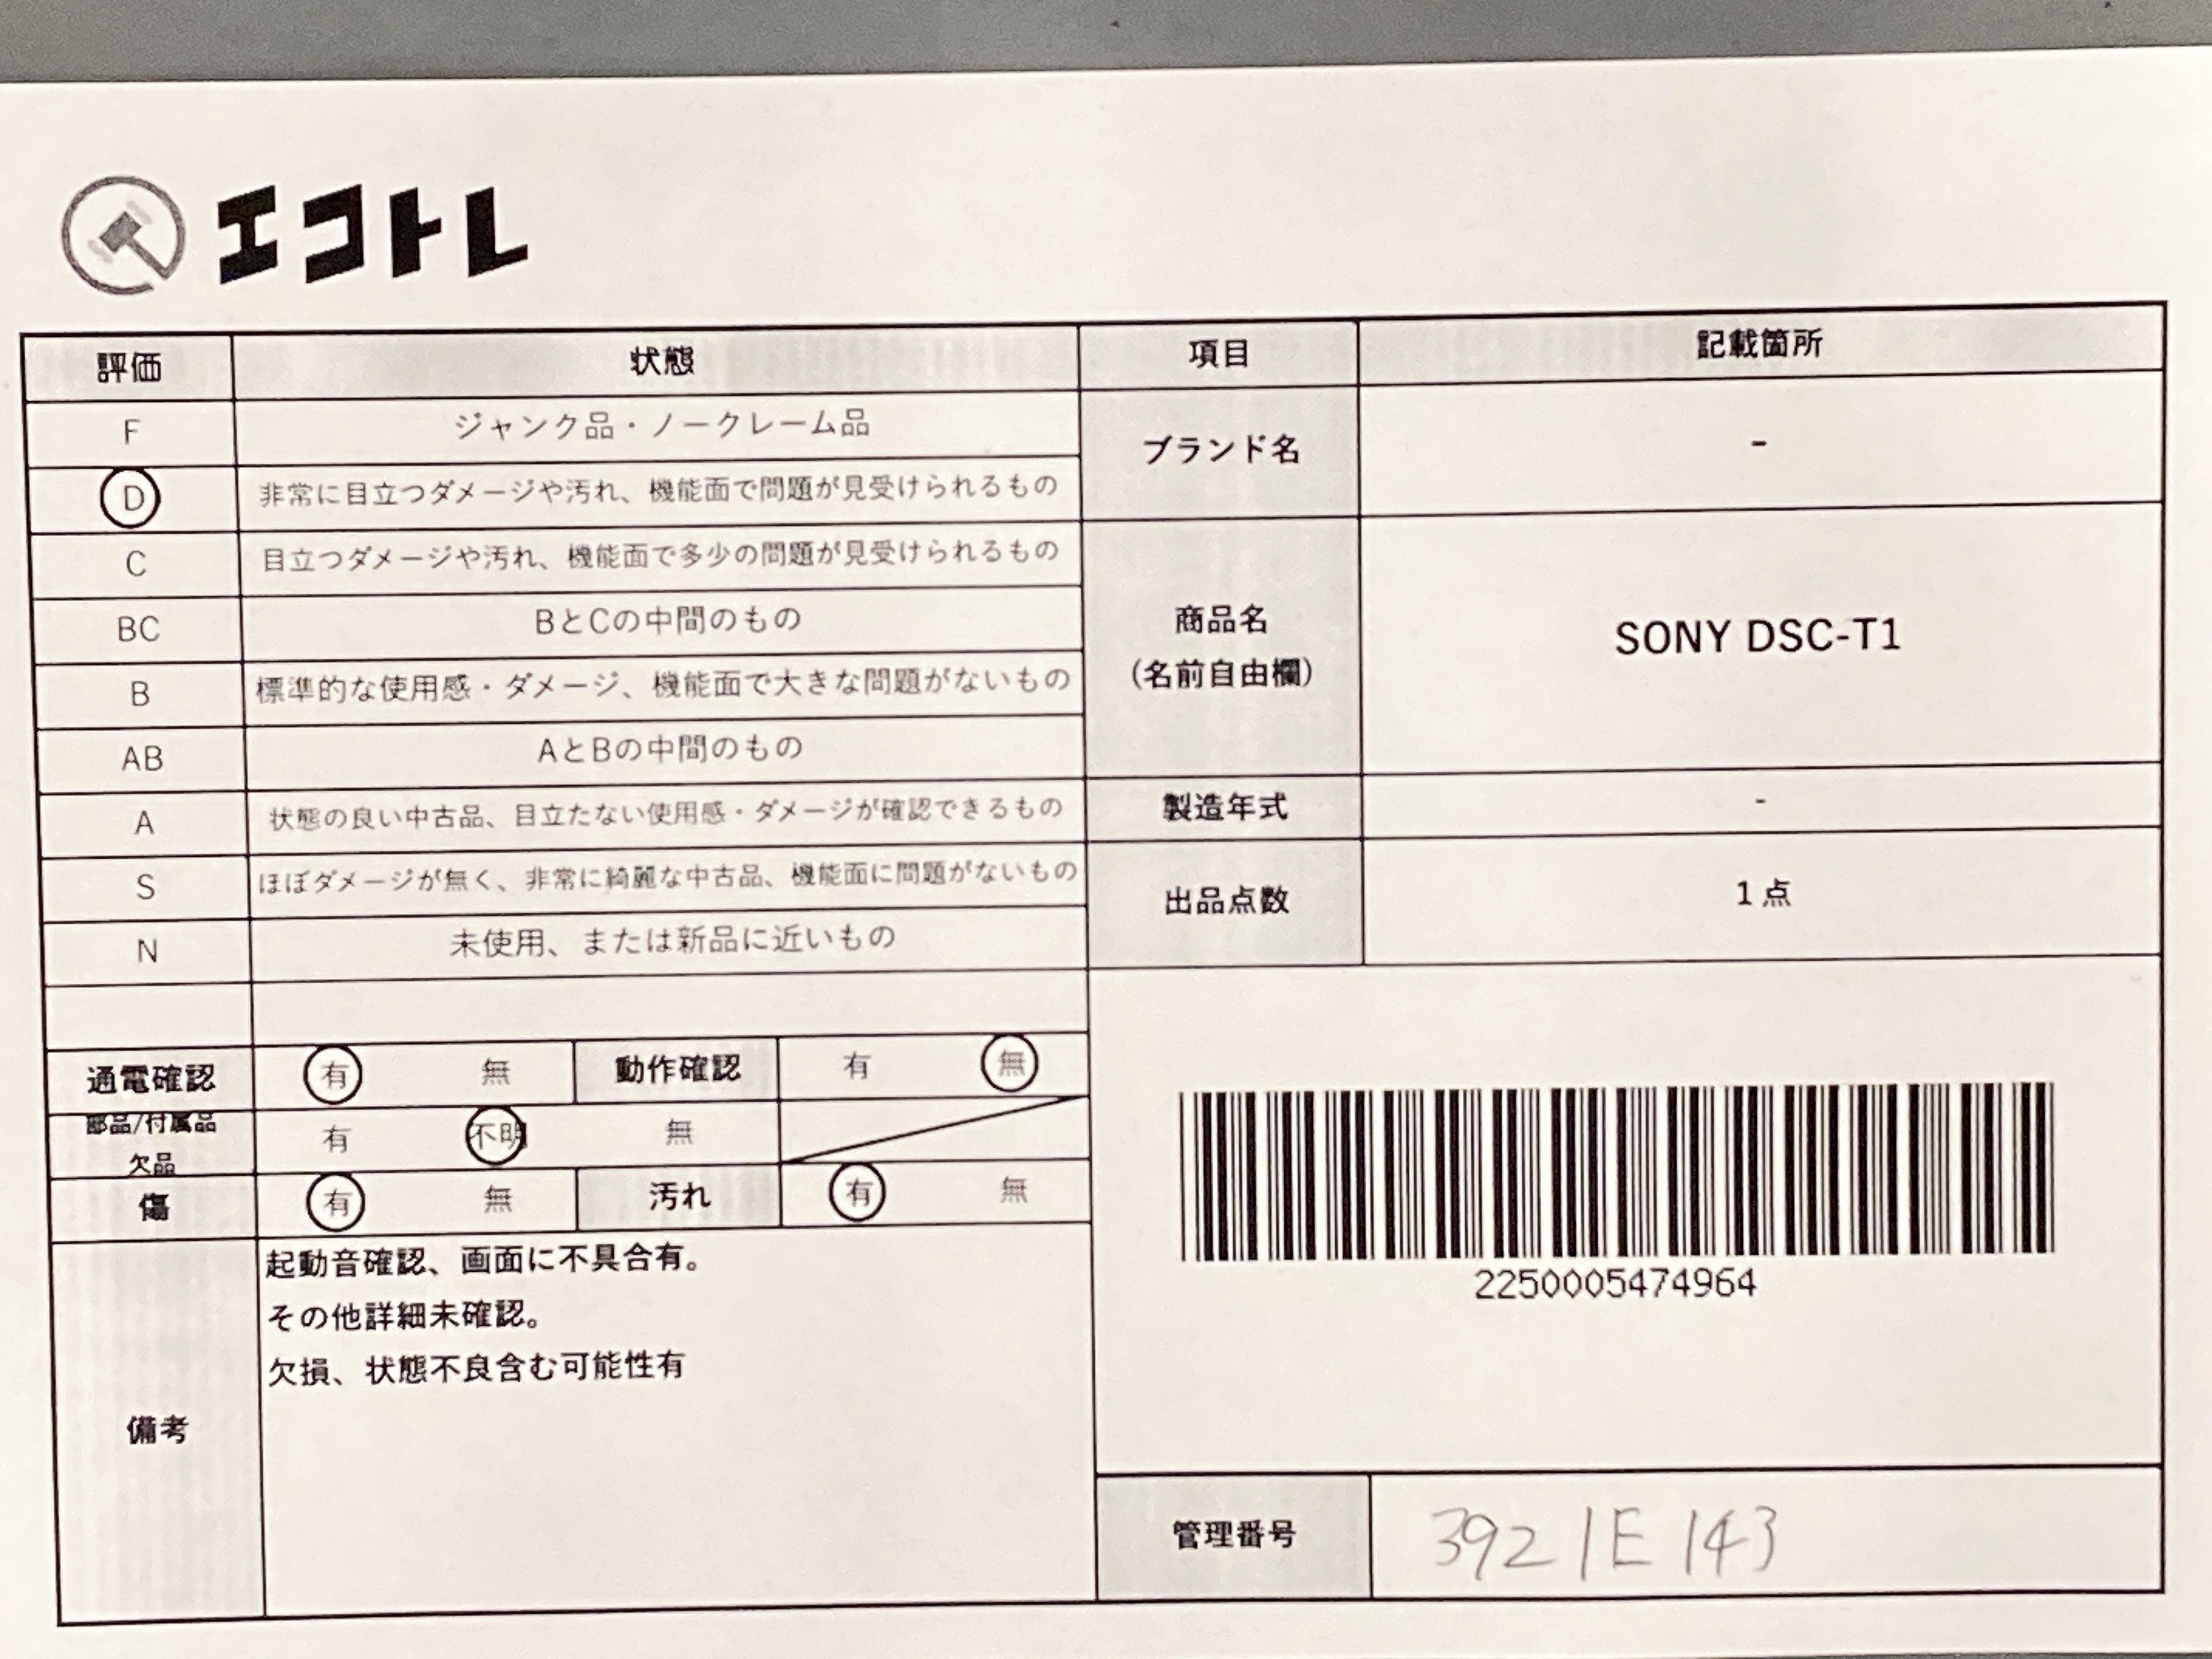 エコトレ
評価 状態 項目 記載箇所
F ジャンク品・ノークレーム品
D 非常に目立つダメージや汚れ、機能面で問題が見受けられるもの
C 目立つダメージや汚れ、機能面で多少の問題が見受けられるもの
BC BとCの中間のもの
B 標準的な使用感・ダメージ、機能面で大きな問題がないもの
AB AとBの中間のもの
A 状態の良い中古品、目立たない使用感・ダメージが確認できるもの
S ほぼダメージが無く、非常に綺麗な中古品、機能面に問題がないもの
N 未使用、または新品に近いもの
ブランド名 -
商品名
(名前自由欄)
SONY DSC-T1
製造年式 -
出品点数 1点
通電確認 有 無 動作確認 有 無
部品/付属品
欠品
有 不明 無
傷 有 無 汚れ 有 無
備考
起動音確認、画面に不具合有。
その他詳細未確認。
欠損、状態不良含む可能性有
2250005474964
管理番号 3921E143